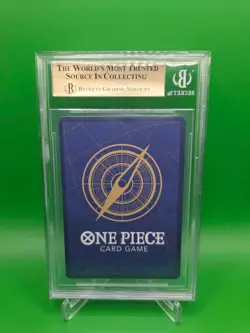 THE WORLD'S MOST TRUSTED
SOURCE IN COLLECTING
BECKETT GRADING SERVICES
BECKETT
ONE PIECE
CARD GAME